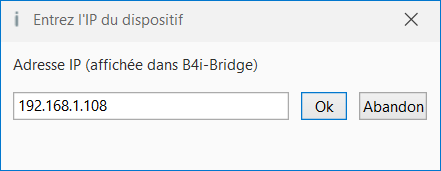 Entrez l'IP du dispositif
Adresse IP (affichée dans B4i-Bridge)
192.168.1.108 Ok Abandon